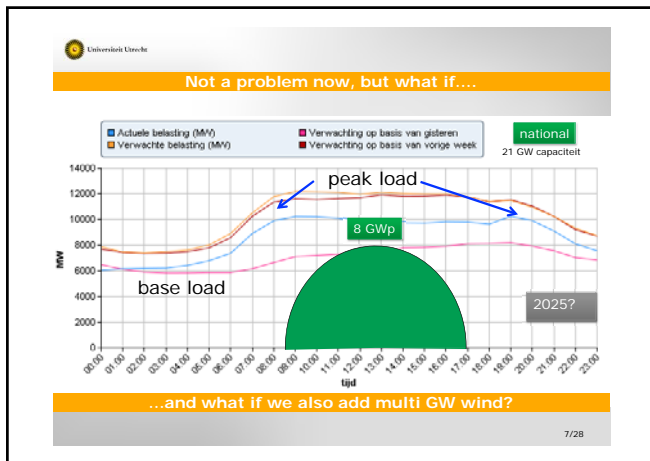 Universiteit Utrecht
Not a problem now, but what if....
Actuele belasting (MW)
Verwachting op basis van gisteren
Verwachte belasting (MW)
Verwachting op basis van vorige week
national
21 GW capaciteit
14000
12000
10000
8000
6000
4000
2000
0
MW
peak load
8 GWp
base load
2025?
00:00 01:00 02:00 03:00 04:00 05:00 06:00 07:00 08:00 09:00 10:00 11:00 12:00 13:00 14:00 15:00 16:00 17:00 18:00 19:00 20:00 21:00 22:00 23:00
tijd
...and what if we also add multi GW wind?
7/28